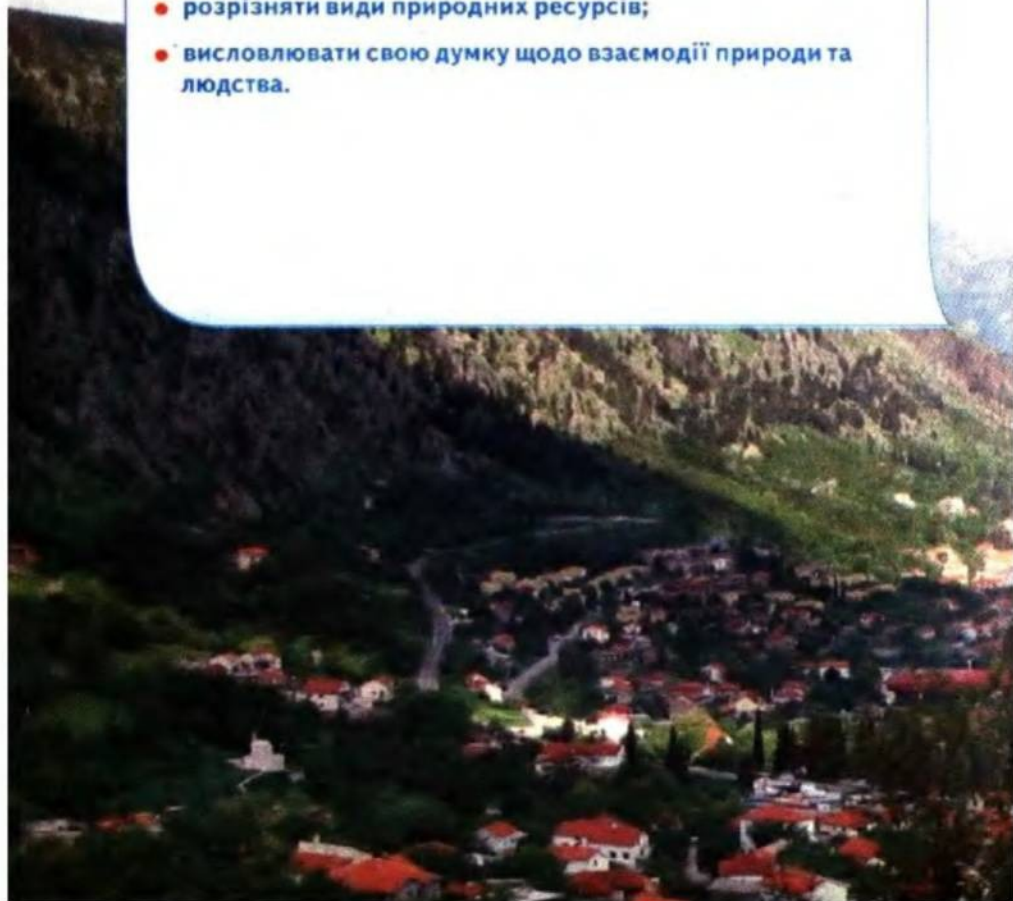 ● розрізняти види природних ресурсів;
● висловлювати свою думку щодо взаємодії природи та
людства.